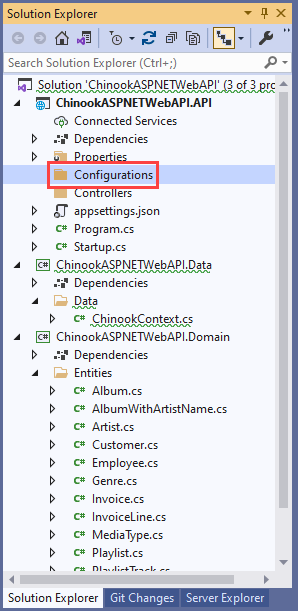 Solution Explorer
Search Solution Explorer (Ctrl+;)
Solution 'ChinookASPNETWebAPI' (3 of 3 pro
ChinookASPNETWebAPI.API
Connected Services
Dependencies
Properties
Configurations
Controllers
appsettings.json
C# Program.cs
C# Startup.cs
C# ChinookASPNETWebAPI.Data
Dependencies
Data
C# ChinookContext.cs
C# ChinookASPNETWebAPI.Domain
Dependencies
Entities
C# Album.cs
C# AlbumWithArtistName.cs
C# Artist.cs
C# Customer.cs
C# Employee.cs
C# Genre.cs
C# Invoice.cs
C# InvoiceLine.cs
C# MediaType.cs
C# Playlist.cs
C# PlaylistTrack.cs
Solution Explorer Git Changes Server Explorer